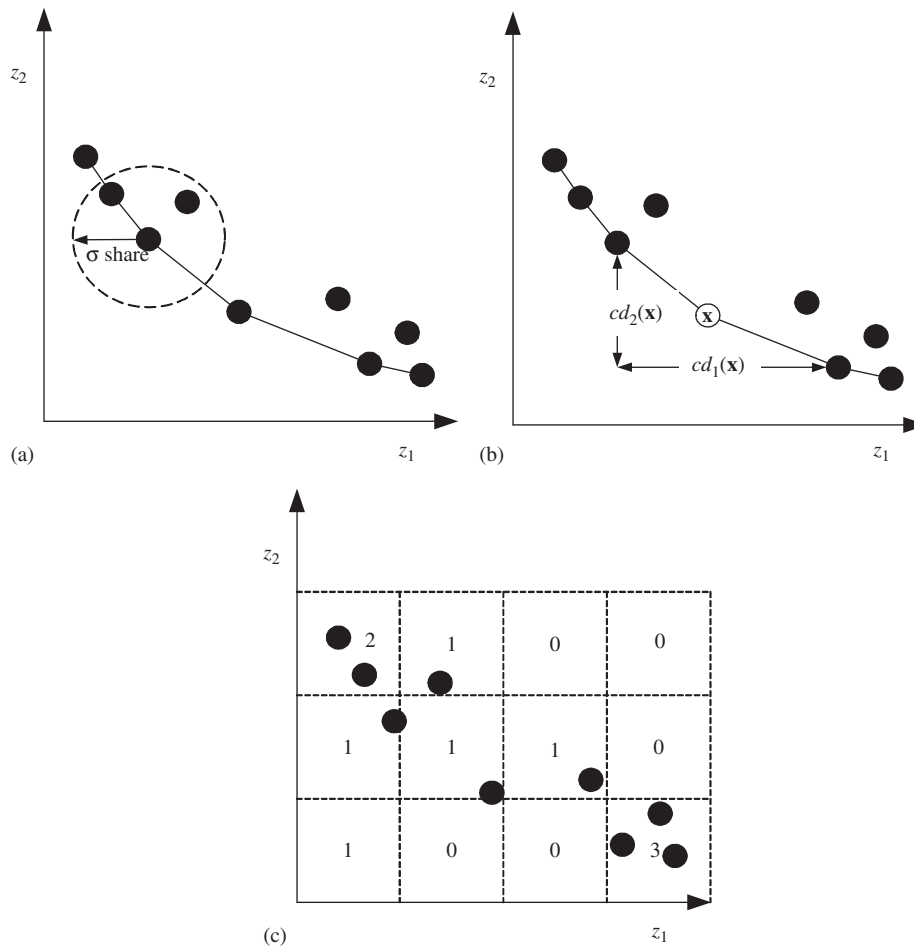 z2
σ share
(a)
z1
z2
cd2(x)
x
cd1(x)
(b)
z1
z2
2 1 0 0
1 1 1 0
1 0 0 3
(c)
z1